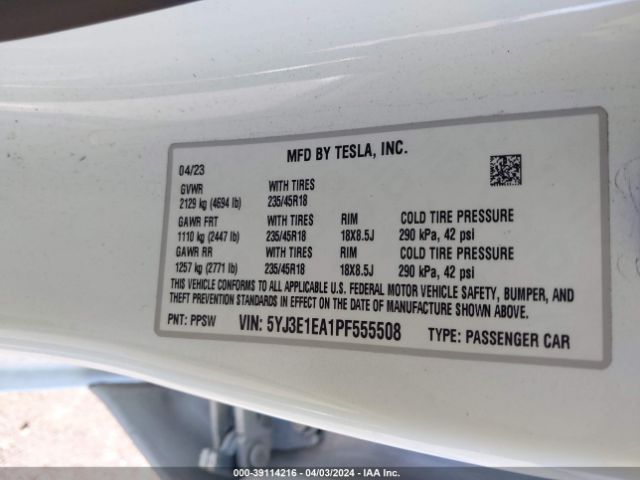 MFD BY TESLA, INC.
04/23
GVWR WITH TIRES
2129 kg (4694 lb) 235/45R18
GAWR FRT WITH TIRES RIM COLD TIRE PRESSURE
1110 kg (2447 lb) 235/45R18 18X8.5J 290 kPa, 42 psi
GAWR RR WITH TIRES RIM COLD TIRE PRESSURE
1257 kg (2771 lb) 235/45R18 18X8.5J 290 kPa, 42 psi
THIS VEHICLE CONFORMS TO ALL APPLICABLE U.S. FEDERAL MOTOR VEHICLE SAFETY, BUMPER, AND
THEFT PREVENTION STANDARDS IN EFFECT ON THE DATE OF MANUFACTURE SHOWN ABOVE.
PNT: PPSW VIN: 5YJ3E1EA1PF555508 TYPE: PASSENGER CAR
000-39114216 - 04/03/2024 - IAA Inc.